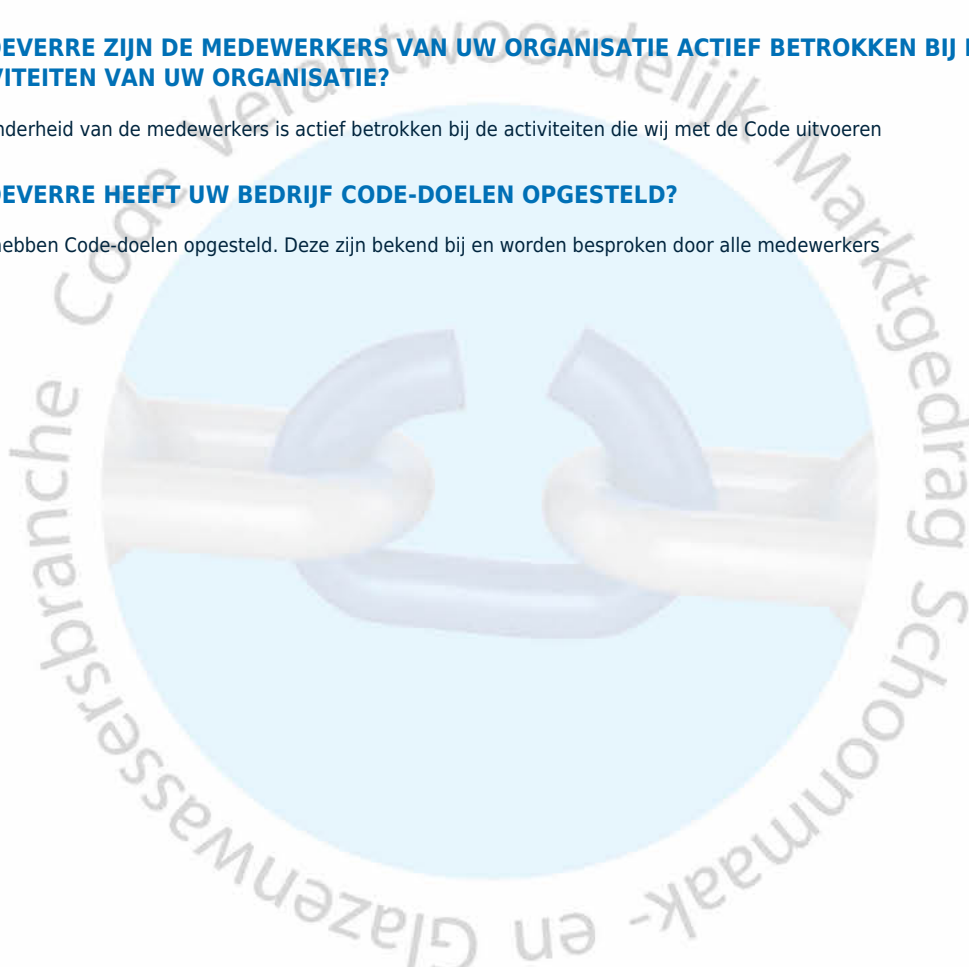 OEVERRE ZIJN DE MEDEWERKERS VAN UW ORGANISATIE ACTIEF BETROKKEN BIJ
VITEITEN VAN UW ORGANISATIE?
nderheid van de medewerkers is actief betrokken bij de activiteiten die wij met de Code uitvoeren
OEVERRE HEEFT UW BEDRIJF CODE-DOELEN OPGESTELD?
hebben Code-doelen opgesteld. Deze zijn bekend bij en worden besproken door alle medewerkers
Code Verantwoordelijk Marktgedrag Schoonmaak- en Glazenwassersbranche